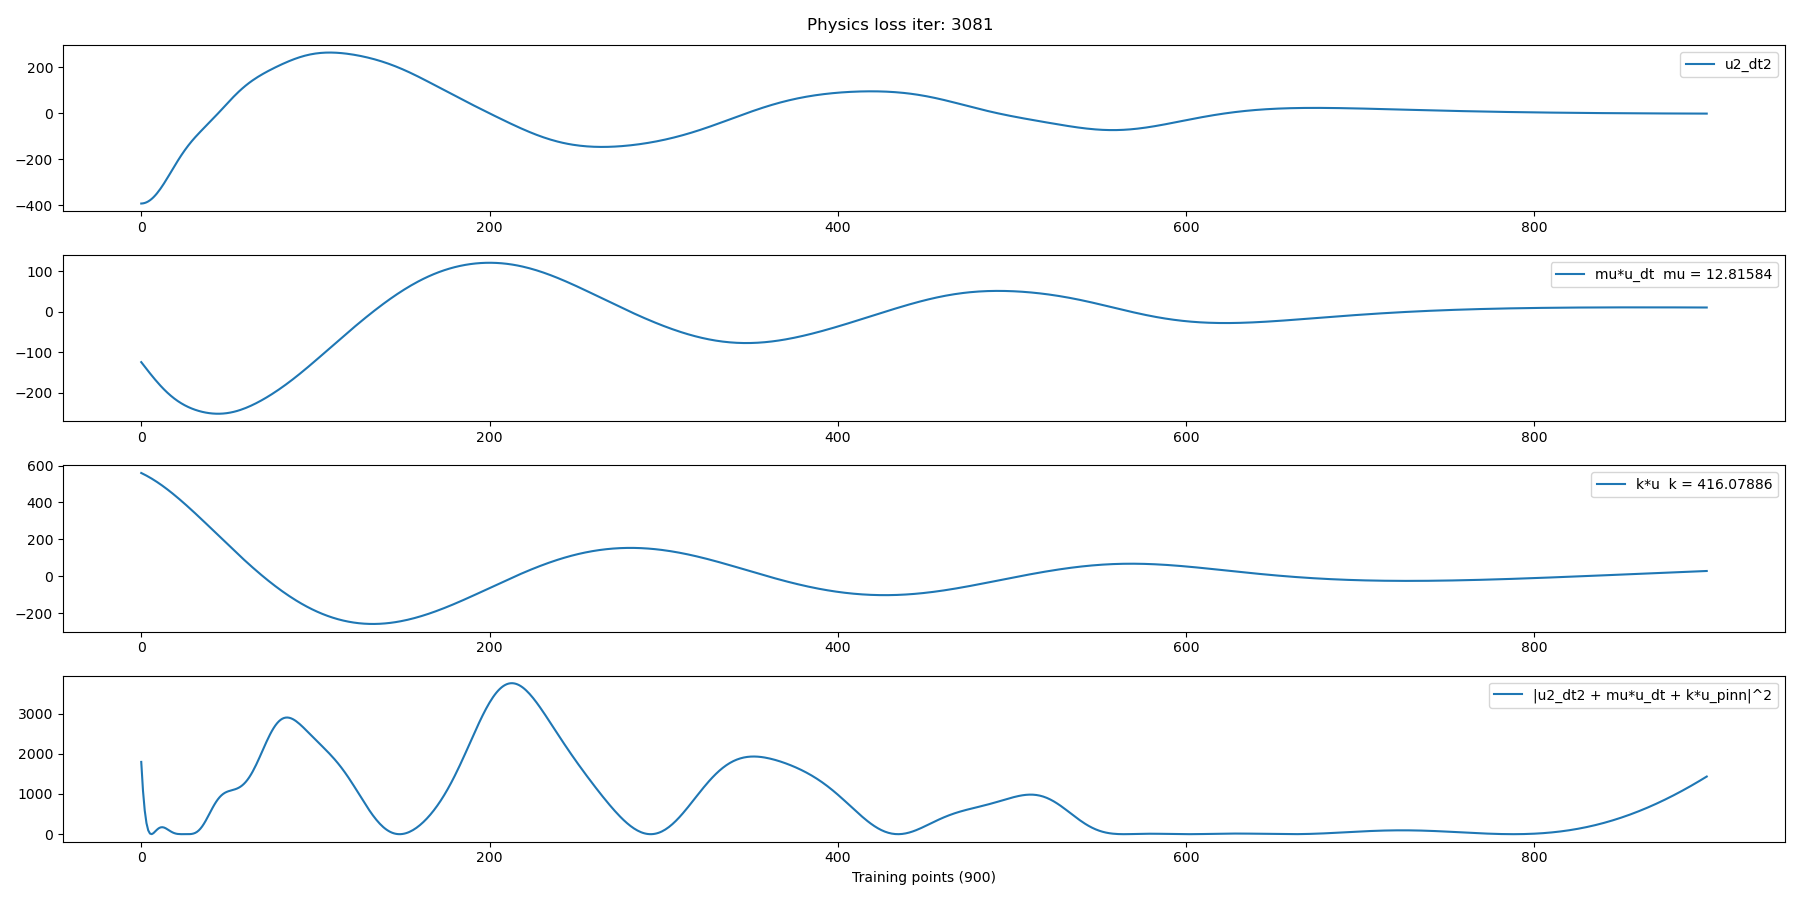 Physics loss iter: 3081
200
0
−200
−400
u2_dt2
0 200 400 600 800
100
0
−100
−200
mu*u_dt  mu = 12.81584
0 200 400 600 800
600
400
200
0
−200
k*u  k = 416.07886
0 200 400 600 800
3000
2000
1000
0
|u2_dt2 + mu*u_dt + k*u_pinn|^2
0 200 400 600 800
Training points (900)